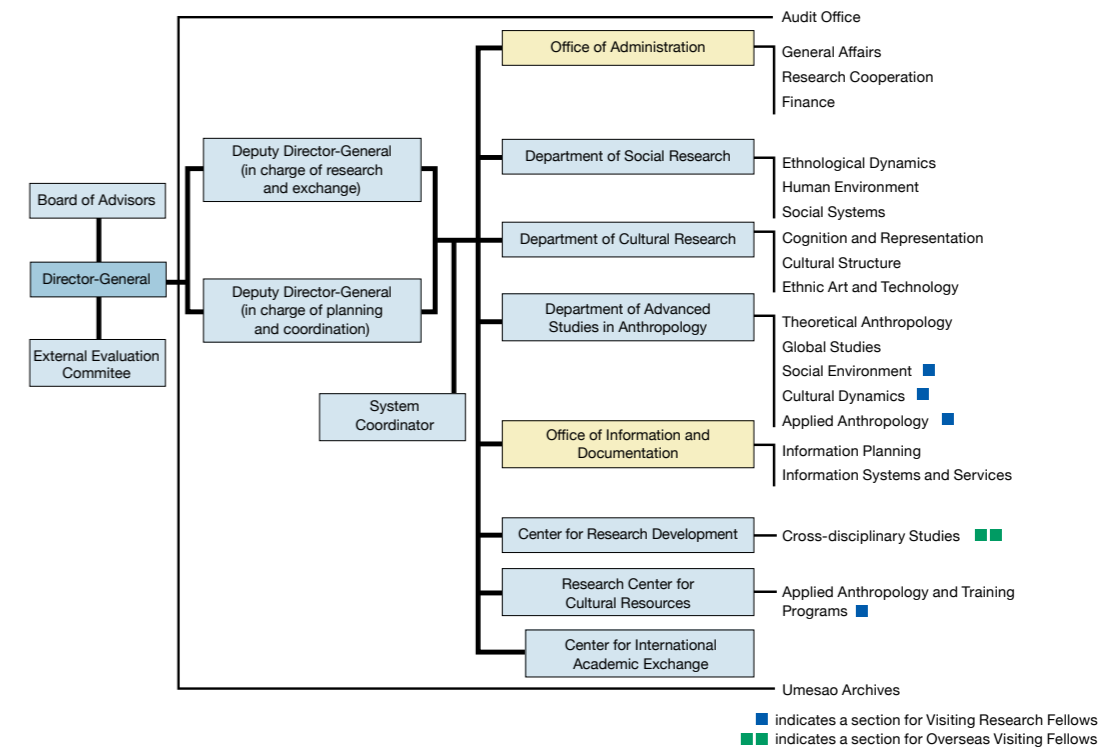 Audit Office
Office of Administration
General Affairs
Research Cooperation
Finance
Deputy Director-General
(in charge of research
and exchange)
Department of Social Research
Ethnological Dynamics
Human Environment
Social Systems
Board of Advisors
Department of Cultural Research
Cognition and Representation
Cultural Structure
Ethnic Art and Technology
Director-General
Deputy Director-General
(in charge of planning
and coordination)
Department of Advanced
Studies in Anthropology
Theoretical Anthropology
Global Studies
Social Environment
Cultural Dynamics
Applied Anthropology
External Evaluation
Commitee
System
Coordinator
Office of Information and
Documentation
Information Planning
Information Systems and Services
Center for Research Development
Cross-disciplinary Studies
Research Center for
Cultural Resources
Applied Anthropology and Training
Programs
Center for International
Academic Exchange
Umesao Archives
indicates a section for Visiting Research Fellows
indicates a section for Overseas Visiting Fellows